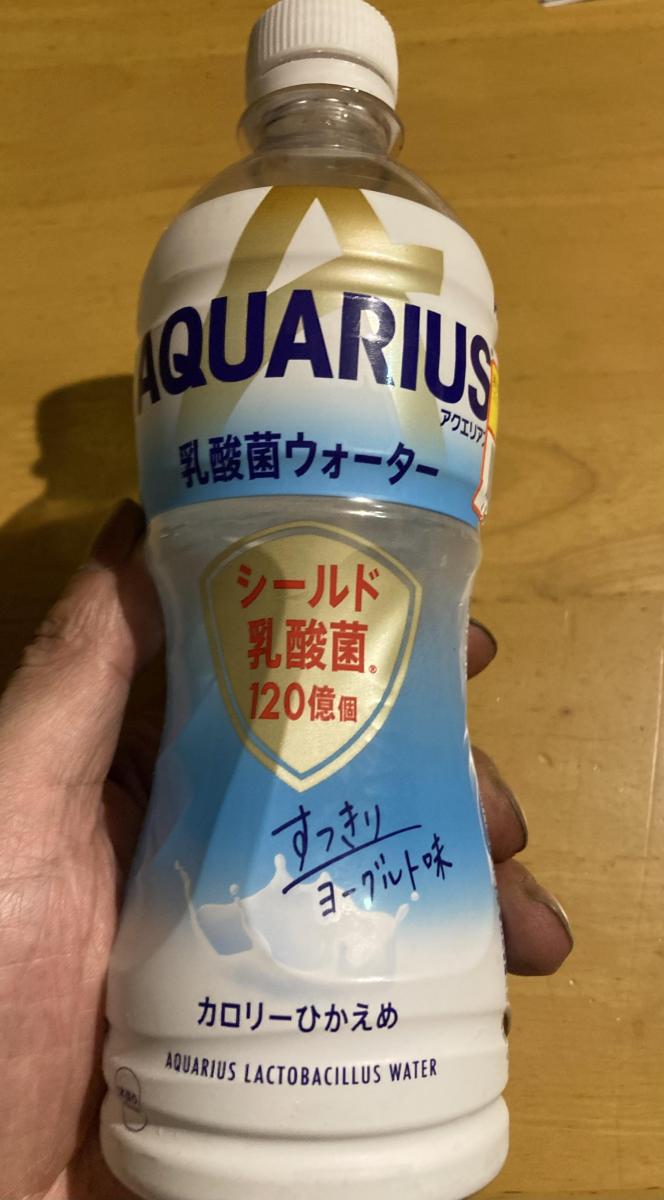 AQUARIUS
アクエリア
乳酸菌ウォーター
シールド
乳酸菌®
120億個
すっきり
ヨーグルト味
カロリーひかえめ
AQUARIUS LACTOBACILLUS WATER